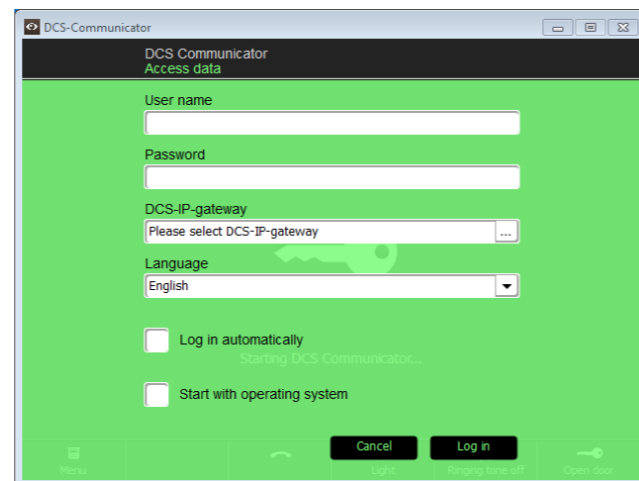 DCS-Communicator
DCS Communicator
Access data
User name
Password
DCS-IP-gateway
Please select DCS-IP-gateway ...
Language
English
Log in automatically
Starting DCS Communicator...
Start with operating system
Cancel Log in
Menu Light Ringing tone off Open door